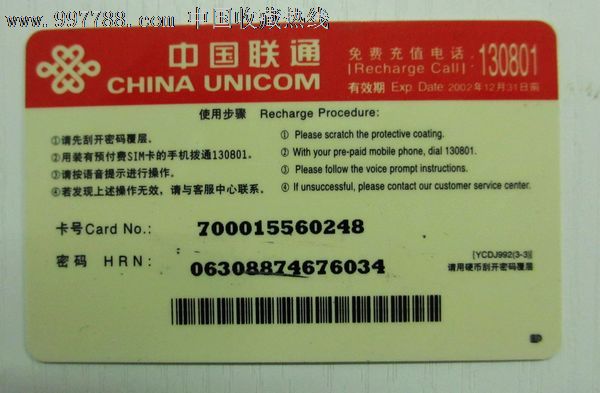 www.997788.com 中国收藏热线
中国联通
CHINA UNICOM
免费充值电话: 130801
[Recharge Call]
有效期 Exp. Date 2002年12月31日前
使用步骤 Recharge Procedure:
①请先刮开密码覆层。
②用装有预付费SIM卡的手机拨通130801。
③请按语音提示进行操作。
④若发现上述操作无效，请与客服中心联系。
① Please scratch the protective coating.
② With your pre-paid mobile phone, dial 130801.
③ Please follow the voice prompt instructions.
④ If unsuccessful, please contact our customer service center.
卡号Card No.: 700015560248
密码 HRN: 06308874676034
[YCDJ992(3-3)]
请用硬币刮开密码覆层